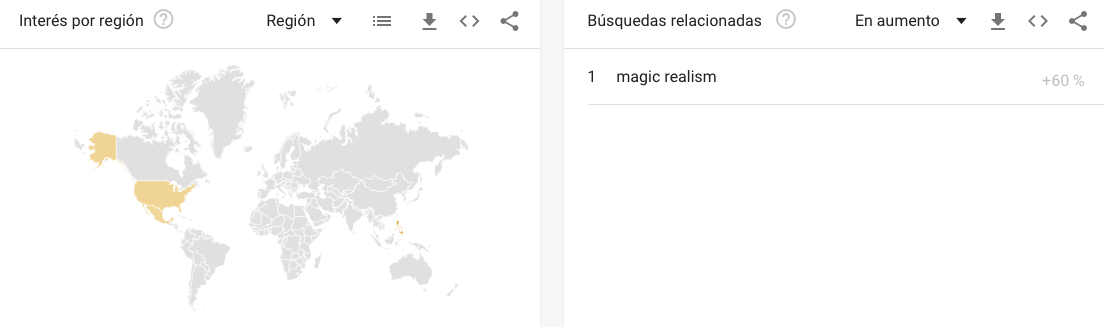 Interés por región
Región
Búsquedas relacionadas
En aumento
1 magic realism +60 %